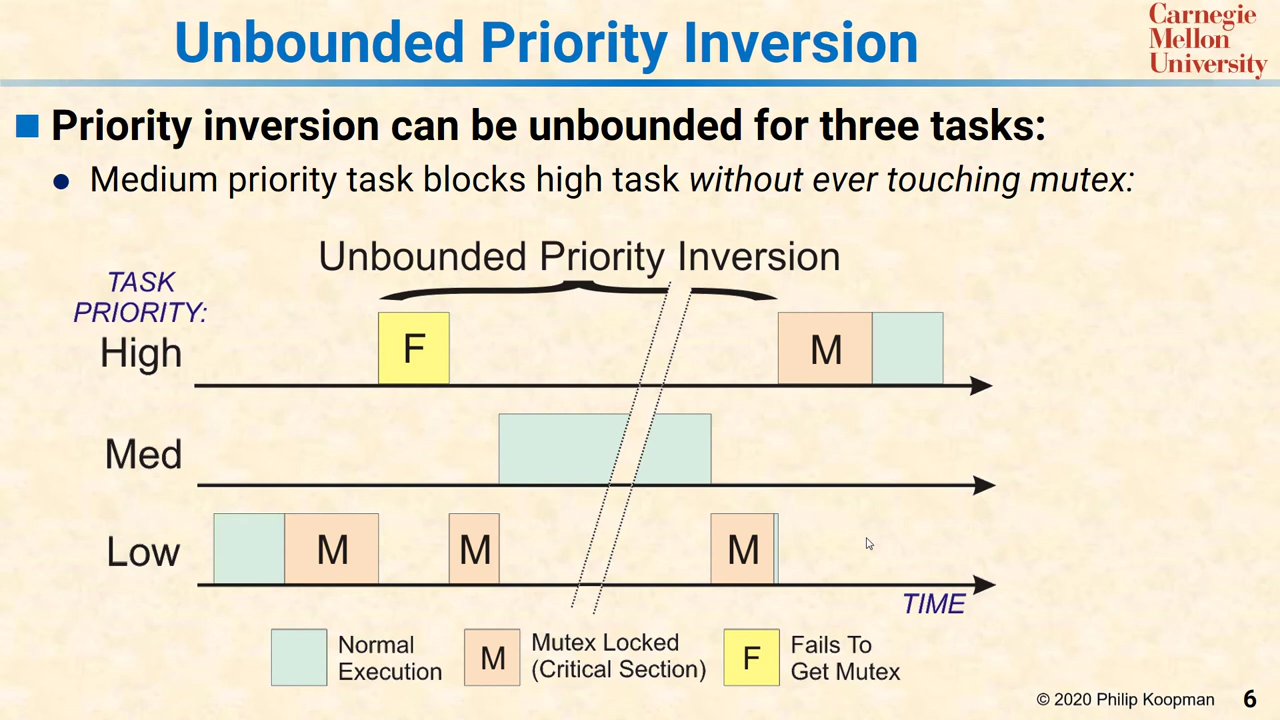 Unbounded Priority Inversion
Carnegie
Mellon
University
Priority inversion can be unbounded for three tasks:
Medium priority task blocks high task without ever touching mutex:
Unbounded Priority Inversion
TASK
PRIORITY:
High
F
M
Med
Low
M
M
M
TIME
Normal
Execution
M
Mutex Locked
(Critical Section)
F
Fails To
Get Mutex
© 2020 Philip Koopman
6